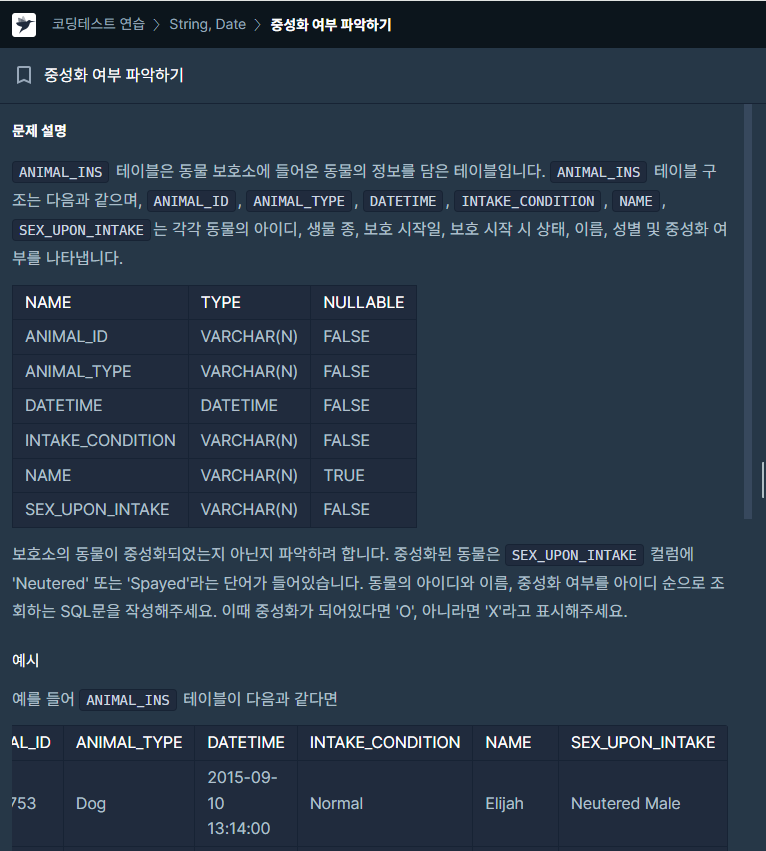 코딩테스트 연습 > String, Date > 중성화 여부 파악하기
중성화 여부 파악하기
문제 설명
ANIMAL_INS 테이블은 동물 보호소에 들어온 동물의 정보를 담은 테이블입니다. ANIMAL_INS 테이블 구
조는 다음과 같으며, ANIMAL_ID, ANIMAL_TYPE, DATETIME, INTAKE_CONDITION, NAME,
SEX_UPON_INTAKE는 각각 동물의 아이디, 생물 종, 보호 시작일, 보호 시작 시 상태, 이름, 성별 및 중성화 여
부를 나타냅니다.
NAME TYPE NULLABLE
ANIMAL_ID VARCHAR(N) FALSE
ANIMAL_TYPE VARCHAR(N) FALSE
DATETIME DATETIME FALSE
INTAKE_CONDITION VARCHAR(N) FALSE
NAME VARCHAR(N) TRUE
SEX_UPON_INTAKE VARCHAR(N) FALSE
보호소의 동물이 중성화되었는지 아닌지 파악하려 합니다. 중성화된 동물은 SEX_UPON_INTAKE 컬럼에
'Neutered' 또는 'Spayed'라는 단어가 들어있습니다. 동물의 아이디와 이름, 중성화 여부를 아이디 순으로 조
회하는 SQL문을 작성해주세요. 이때 중성화가 되어있다면 'O', 아니라면 'X'라고 표시해주세요.
예시
예를 들어 ANIMAL_INS 테이블이 다음과 같다면
AL_ID ANIMAL_TYPE DATETIME INTAKE_CONDITION NAME SEX_UPON_INTAKE
2015-09-
753 Dog 10 Normal Elijah Neutered Male
13:14:00